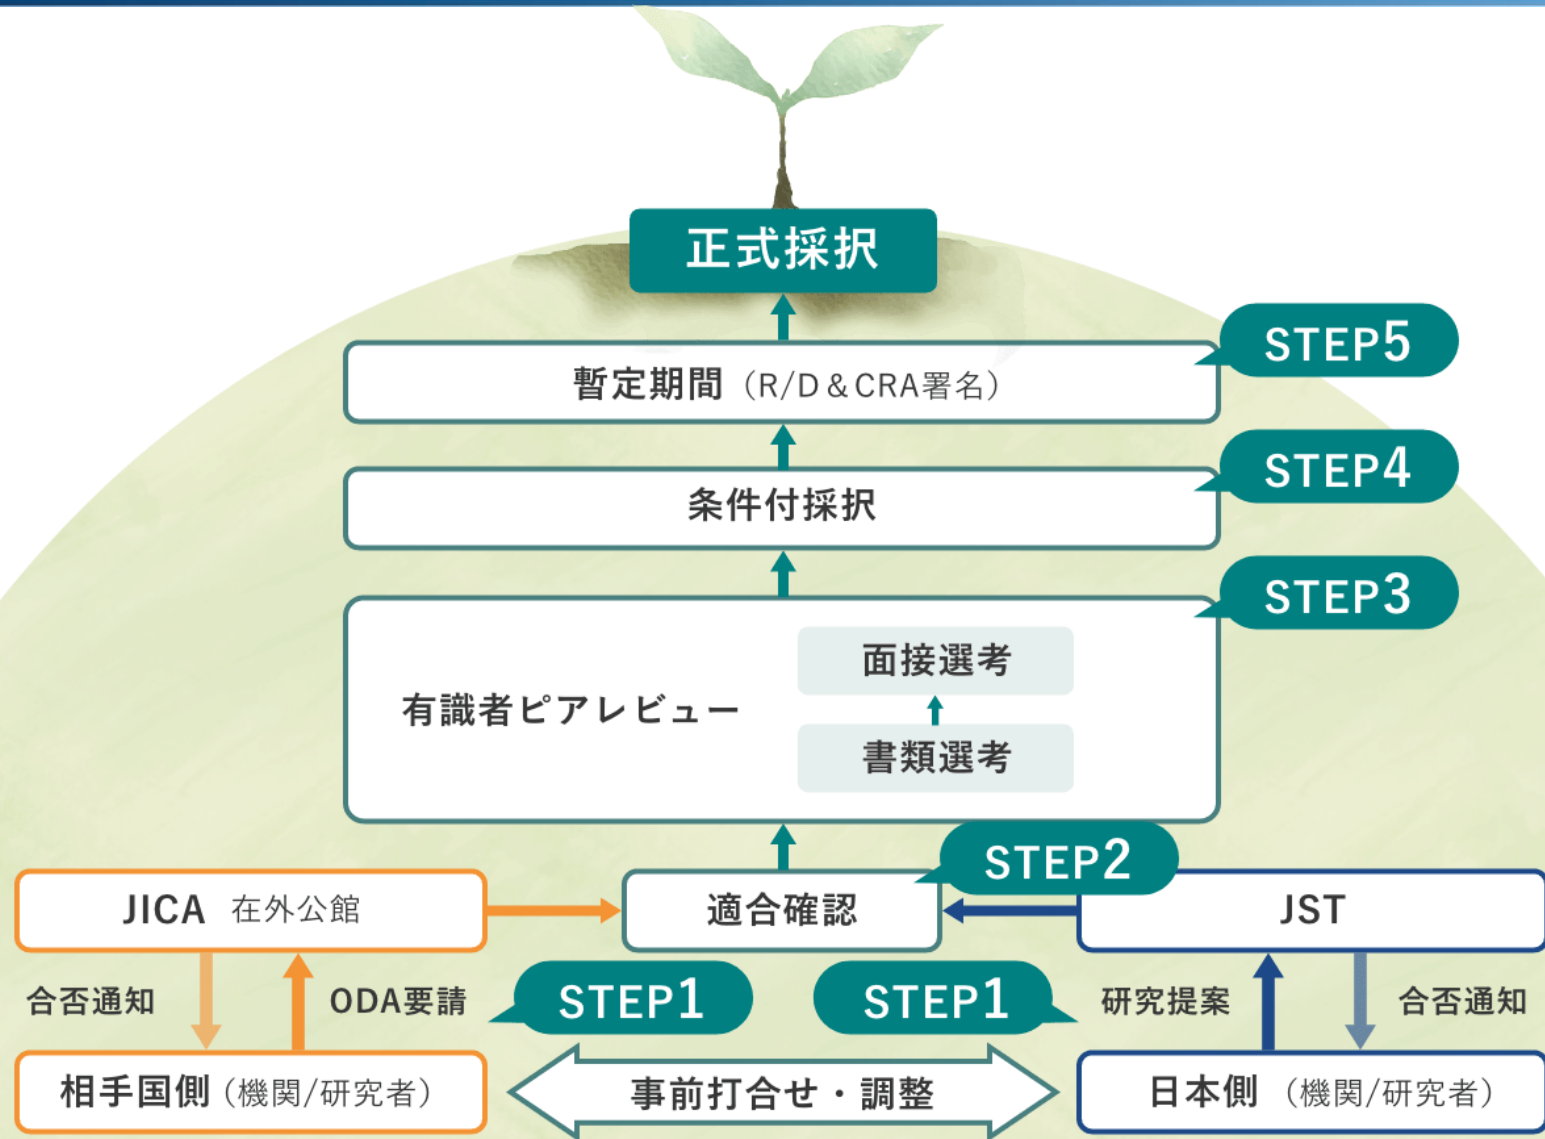 正式採択
STEP5
暫定期間（R/D＆CRA署名）
STEP4
条件付採択
STEP3
面接選考
有識者ピアレビュー
書類選考
STEP2
JICA 在外公館
適合確認
JST
合否通知
ODA要請
STEP1
STEP1
研究提案
合否通知
相手国側（機関/研究者）
事前打合せ・調整
日本側（機関/研究者）